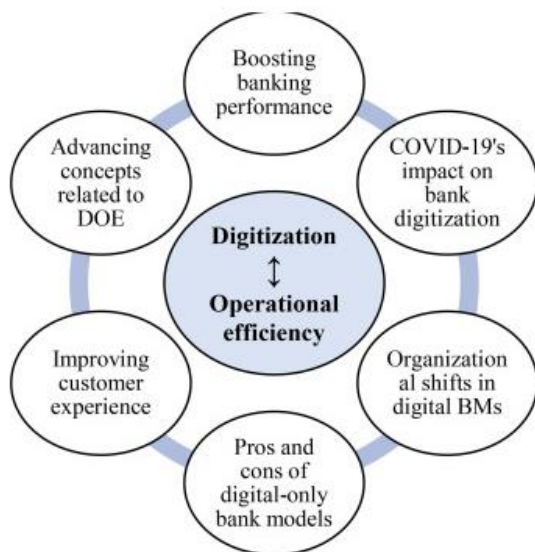 Boosting
banking
performance
COVID-19's
impact on
bank
digitization
Organization
al shifts in
digital BMs
Pros and
cons of
digital-only
bank models
Improving
customer
experience
Advancing
concepts
related to
DOE
Digitization
↕
Operational
efficiency